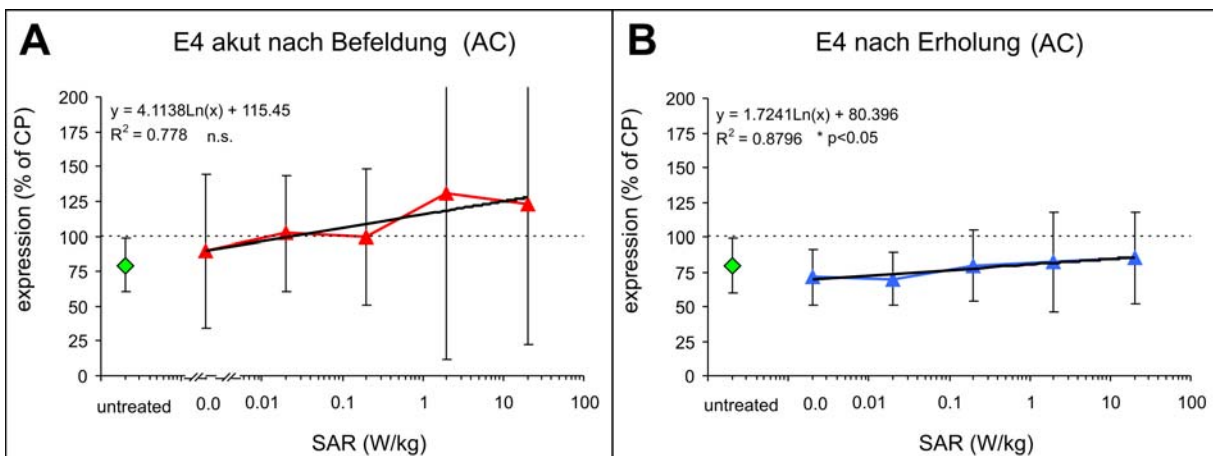 A
E4 akut nach Befeldung (AC)
y = 4.1138Ln(x) + 115.45
R² = 0.778 n.s.
expression (% of CP)
200
175
150
125
100
75
50
25
0
untreated 0.0 0.01 0.1 1 10 100
SAR (W/kg)
B
E4 nach Erholung (AC)
y = 1.7241Ln(x) + 80.396
R² = 0.8796 * p<0.05
expression (% of CP)
200
175
150
125
100
75
50
25
0
untreated 0.0 0.01 0.1 1 10 100
SAR (W/kg)